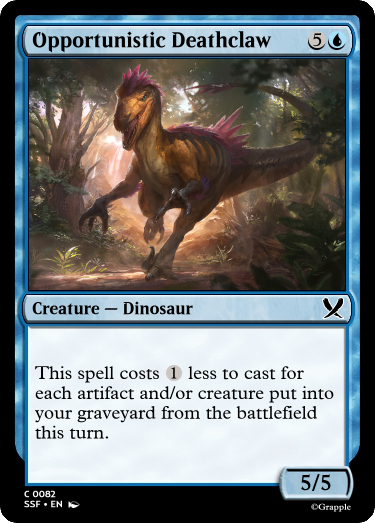 Opportunistic Deathclaw 5
Creature — Dinosaur
This spell costs 1 less to cast for
each artifact and/or creature put into
your graveyard from the battlefield
this turn.
5/5
C 0082
SSF • EN
©Grapple